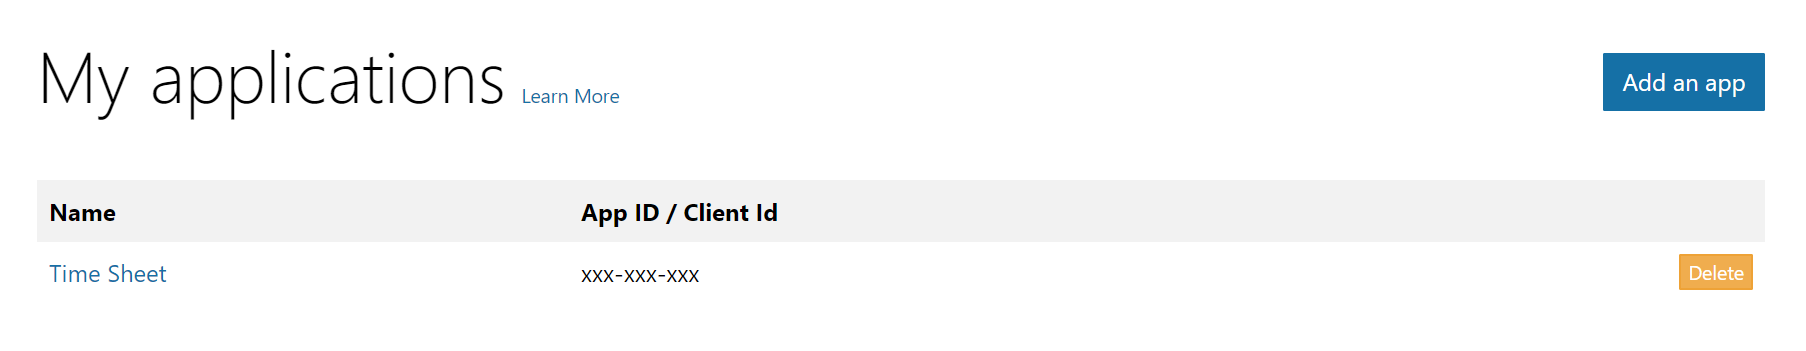 My applications Learn More
Add an app
Name App ID / Client Id
Time Sheet xxx-xxx-xxx Delete